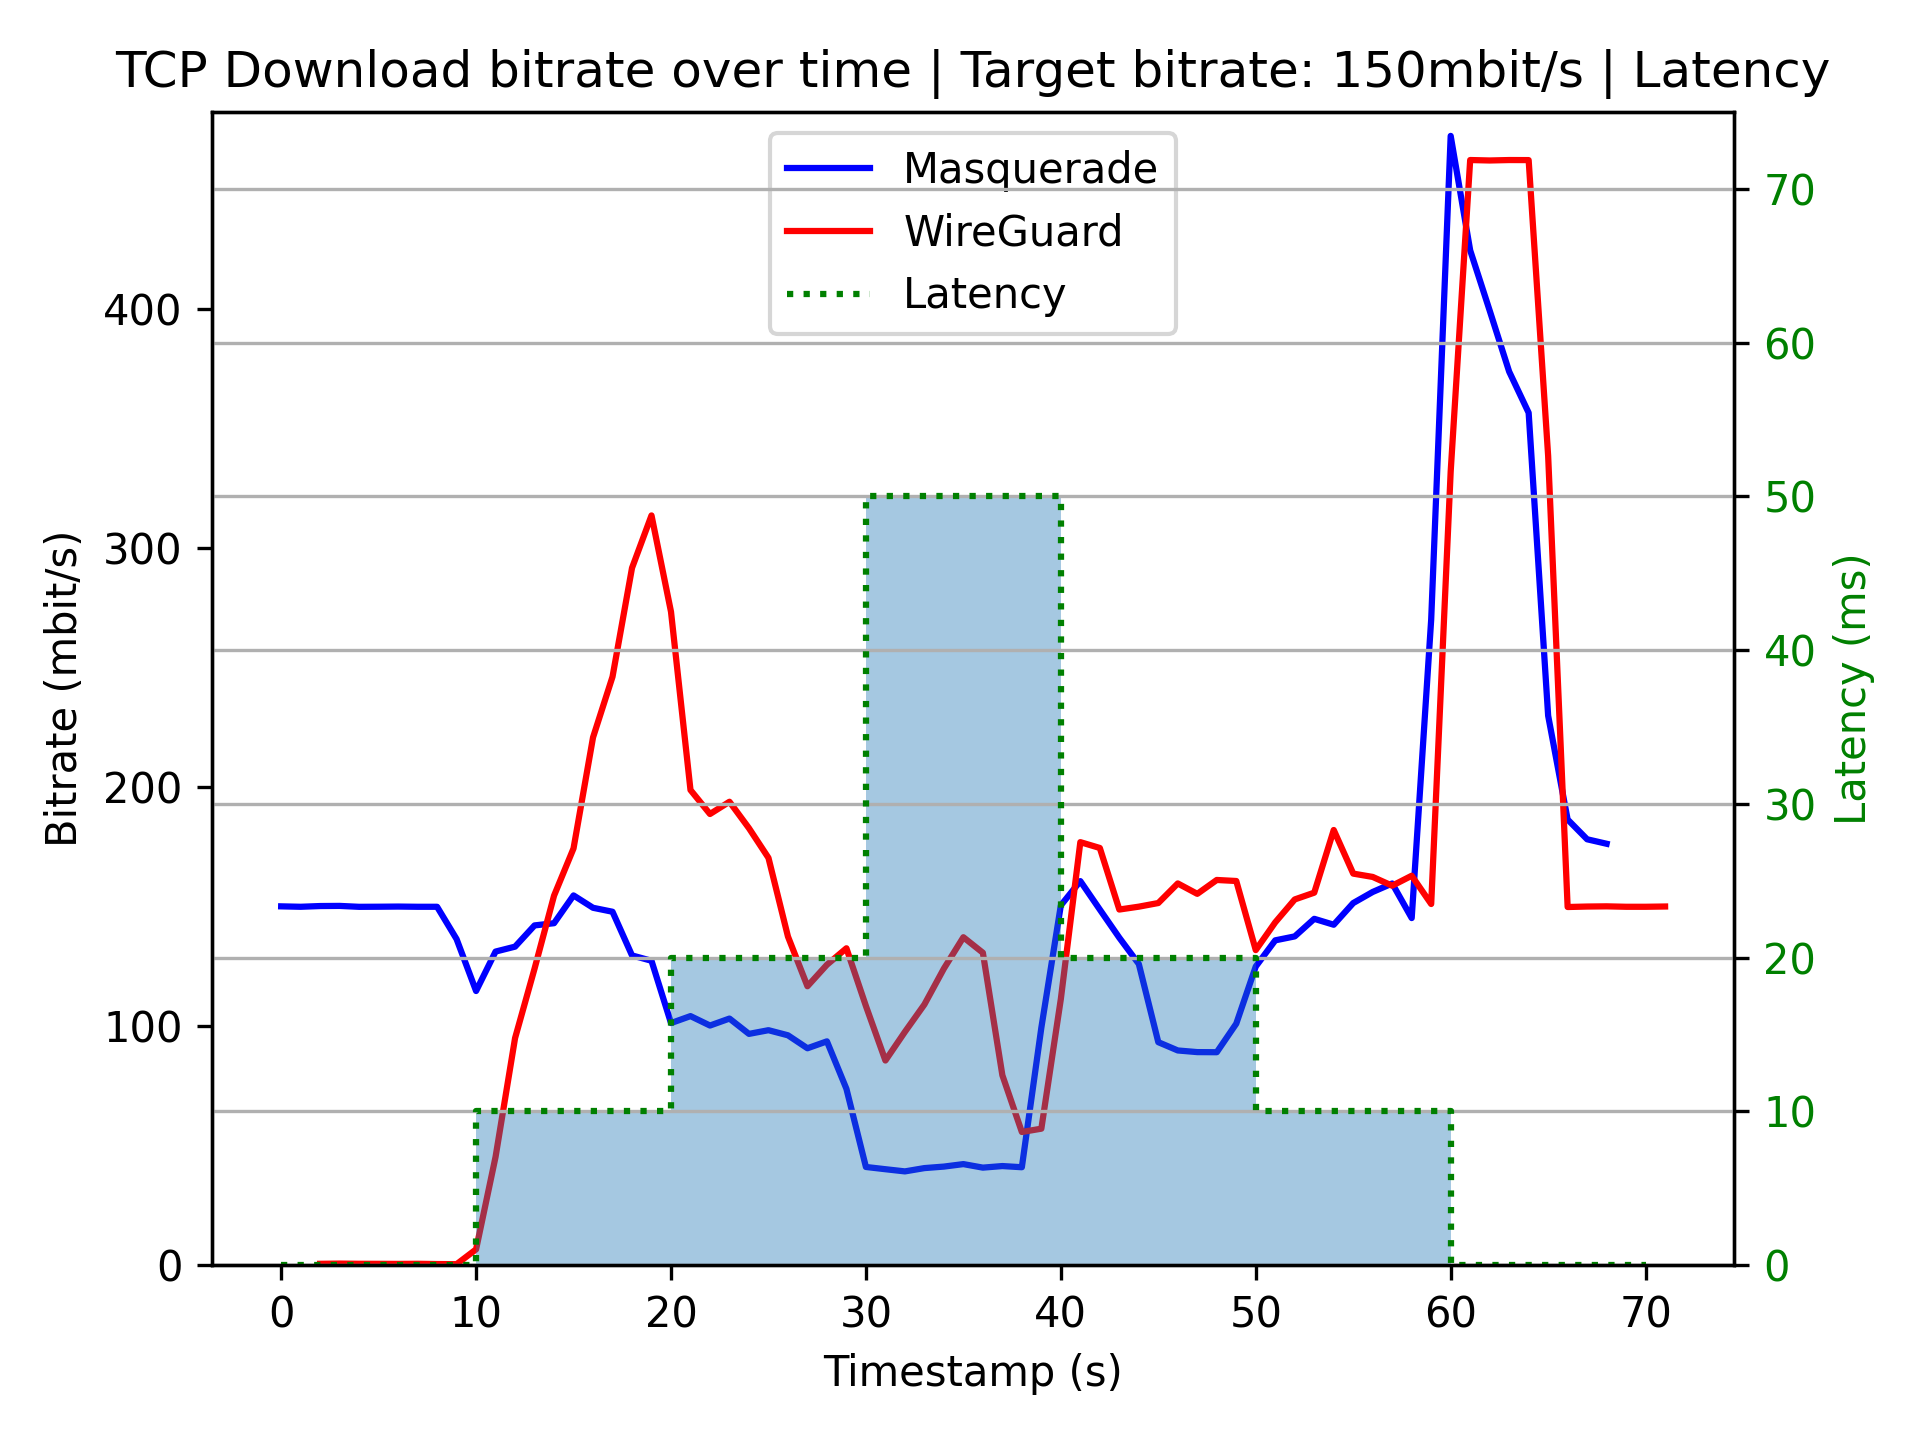 TCP Download bitrate over time | Target bitrate: 150mbit/s | Latency
Masquerade
WireGuard
Latency
Bitrate (mbit/s)
400
300
200
100
0
70
60
50
40
30
20
10
0
Latency (ms)
0 10 20 30 40 50 60 70
Timestamp (s)